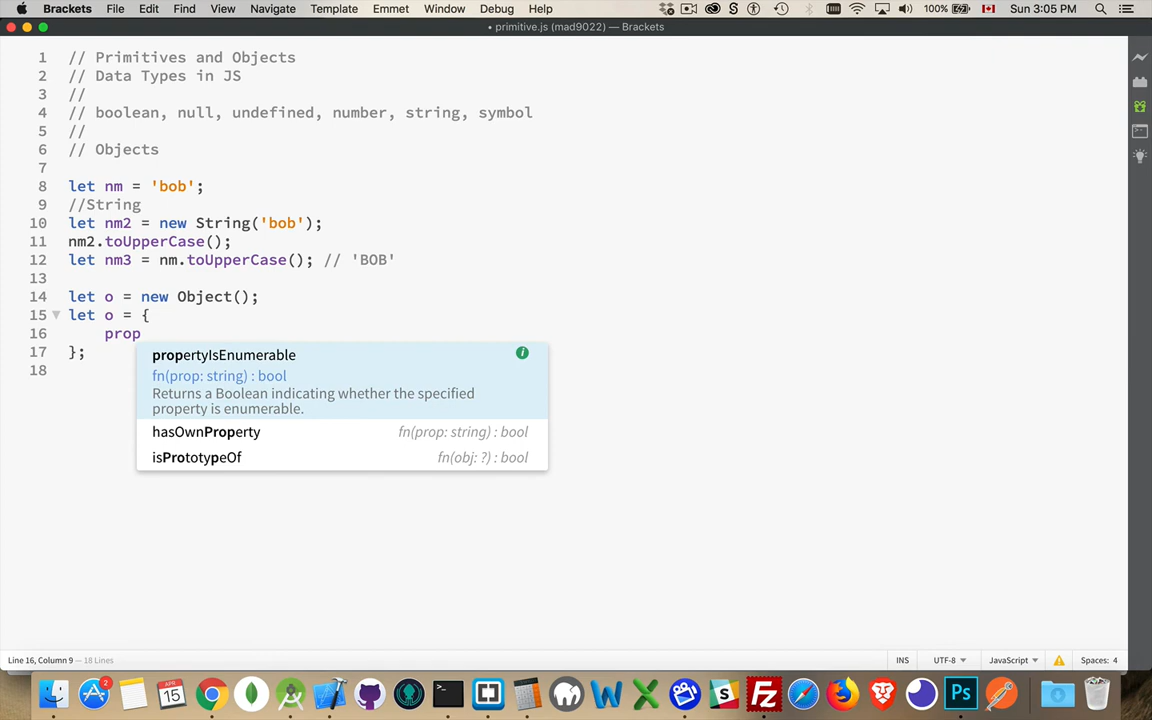 Brackets File Edit Find View Navigate Template Emmet Window Debug Help 100% Sun 3:05 PM
• primitive.js (mad9022) — Brackets
1 // Primitives and Objects
2 // Data Types in JS
3 //
4 // boolean, null, undefined, number, string, symbol
5 //
6 // Objects
7
8 let nm = 'bob';
9 //String
10 let nm2 = new String('bob');
11 nm2.toUpperCase();
12 let nm3 = nm.toUpperCase(); // 'BOB'
13
14 let o = new Object();
15 let o = {
16 prop
17 };
18
propertyIsEnumerable
fn(prop: string) : bool
Returns a Boolean indicating whether the specified
property is enumerable.
hasOwnProperty fn(prop: string) : bool
isPrototypeOf fn(obj: ?) : bool
Line 16, Column 9 — 18 Lines INS UTF-8 JavaScript Spaces: 4
2
APR
15